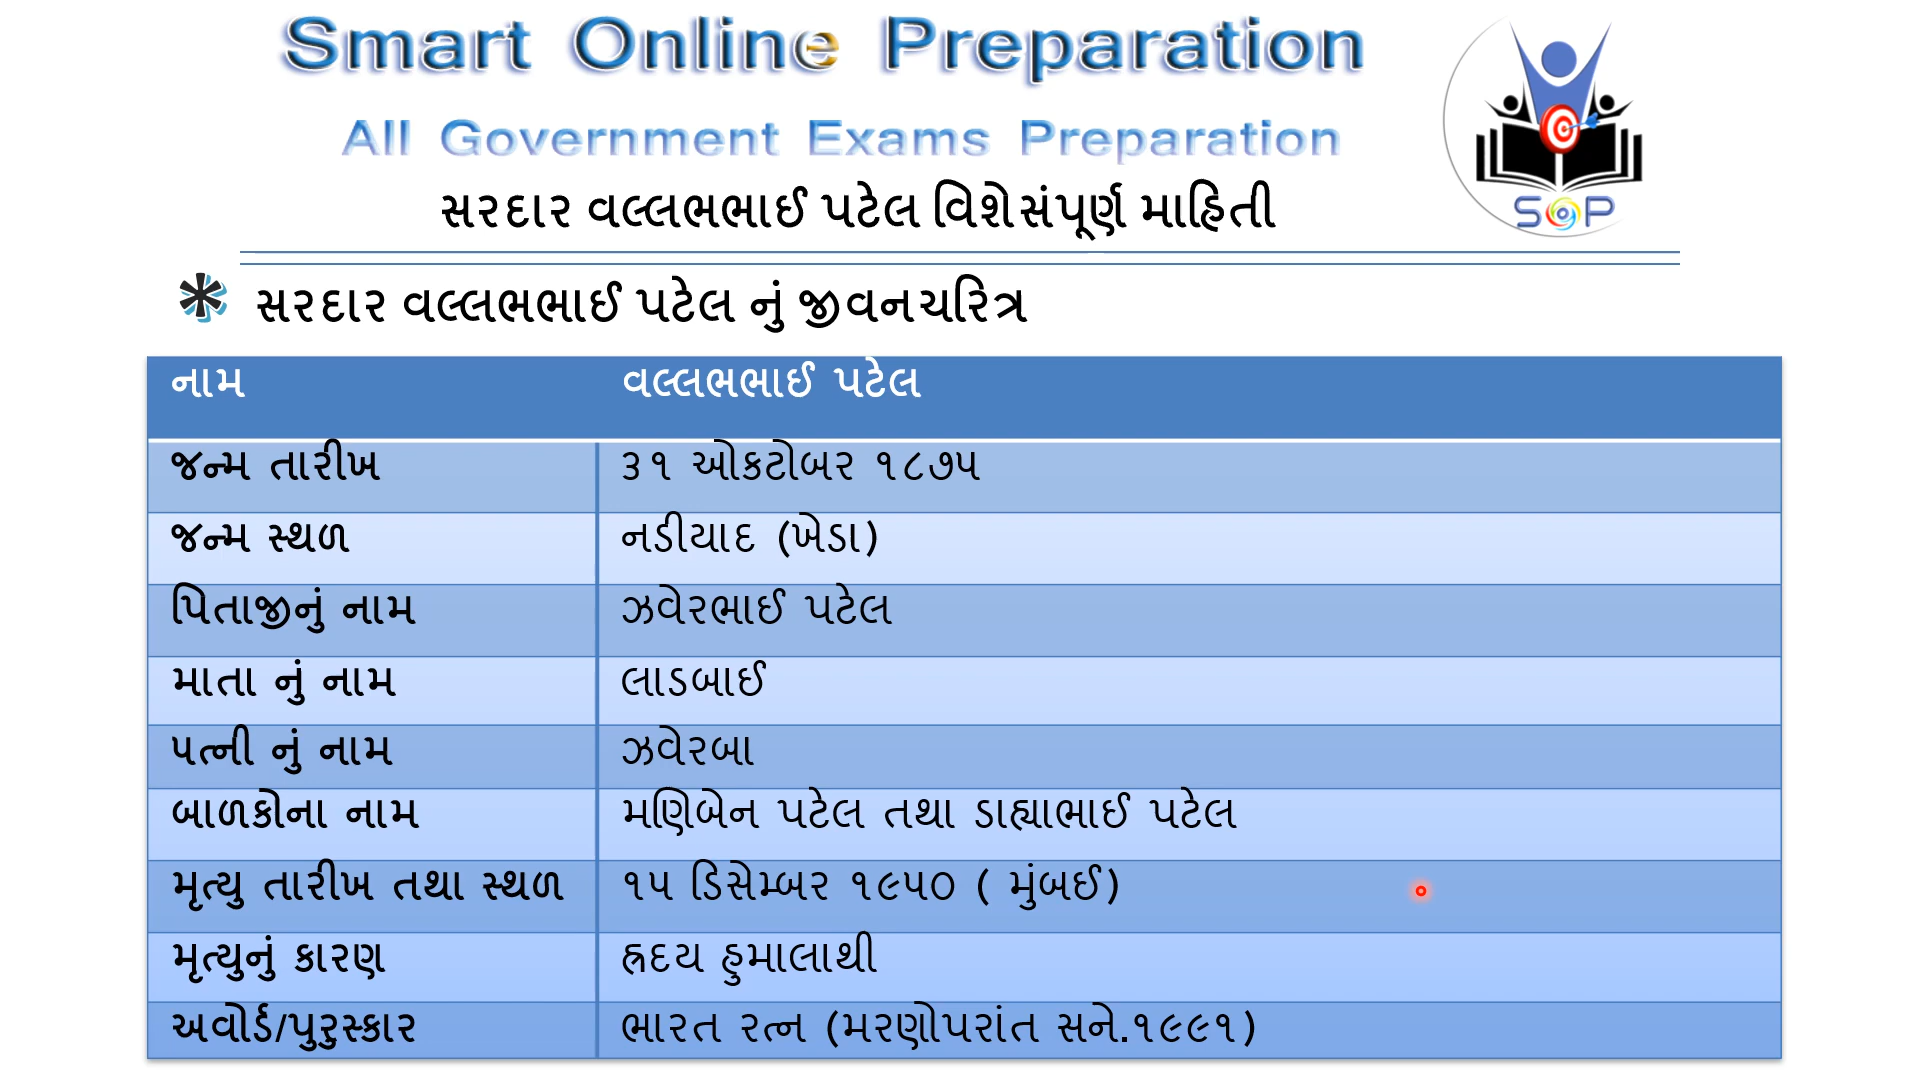 Smart Online Preparation
All Government Exams Preparation
સરદાર વલ્લભભાઈ પટેલ વિશે સંપૂર્ણ માહિતી
S@P
સરદાર વલ્લભભાઈ પટેલ નું જીવનચરિત્ર
નામ વલ્લભભાઈ પટેલ
જન્મ તારીખ ૩૧ ઓકટોબર ૧૮૭૫
જન્મ સ્થળ નડીયાદ (ખેડા)
પિતાજીનું નામ ઝવેરભાઈ પટેલ
માતા નું નામ લાડબાઈ
પત્ની નું નામ ઝવેરબા
બાળકોના નામ મણિબેન પટેલ તથા ડાહ્યાભાઈ પટેલ
મૃત્યુ તારીખ તથા સ્થળ ૧૫ ડિસેમ્બર ૧૯૫૦ ( મુંબઈ)
મૃત્યુનું કારણ હ્રદય હુમાલાથી
અવોર્ડ/પુરુસ્કાર ભારત રત્ન (મરણોપરાંત સને.૧૯૯૧)